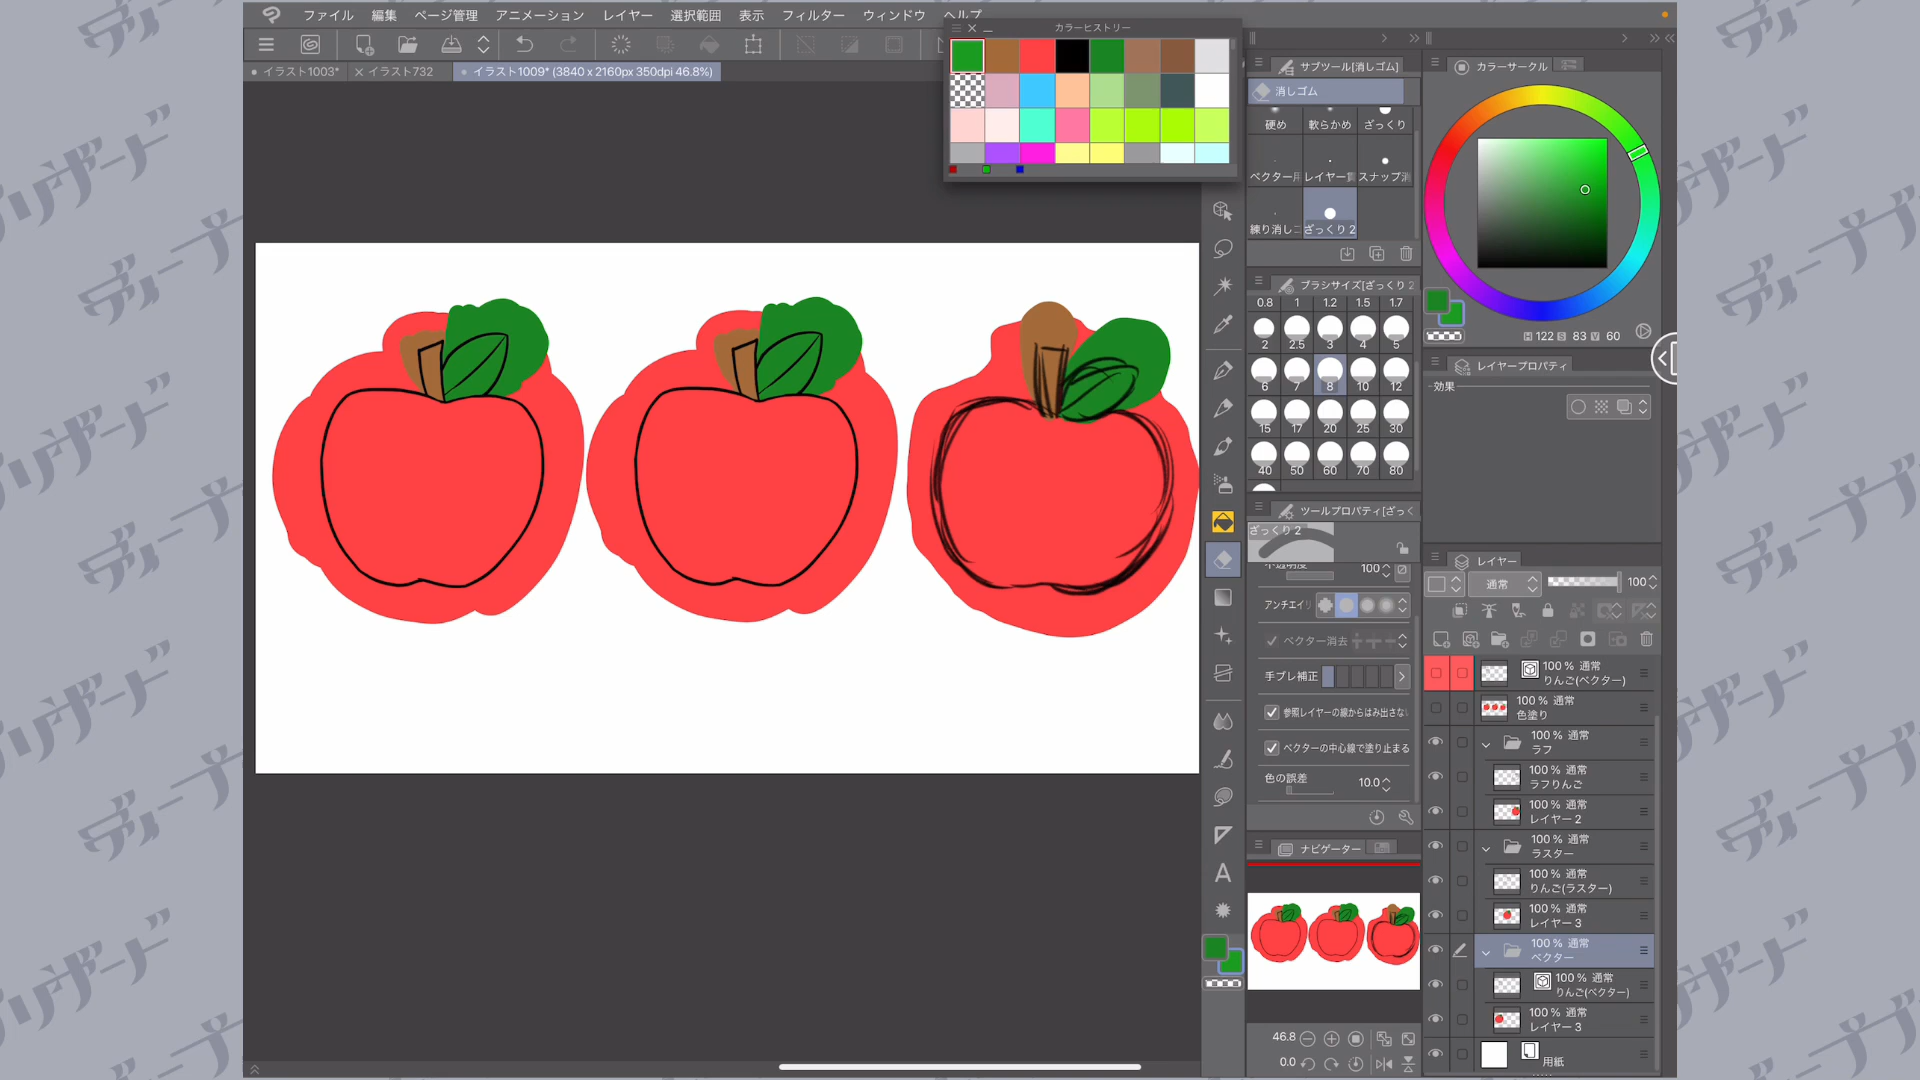 ファイル 編集 ページ管理 アニメーション レイヤー 選択範囲 表示 フィルター ウィンドウ ヘルプ
イラスト1003* イラスト732 イラスト1009* (3840 x 2160px 350dpi 46.8%)
カラーヒストリー
サブツール[消しゴム]
消しゴム
硬め 軟らかめ ざっくり
ベクター用 レイヤー貫 スナップ消
練り消しゴ ざっくり 2
ブラシサイズ[ざっくり 2
0.8 1 1.2 1.5 1.7
2 2.5 3 4 5
6 7 8 10 12
15 17 20 25 30
40 50 60 70 80
ツールプロパティ[ざっく
ざっくり 2
不透明度 100
アンチエイリ
ベクター消去
手ブレ補正
参照レイヤーの線からはみ出さない
ベクターの中心線で塗り止まる
色の誤差 10.0
ナビゲーター
46.8
0.0
カラーサークル
H 122 S 83 V 60
レイヤープロパティ
効果
レイヤー
通常 100
100 % 通常
りんご(ベクター)
100 % 通常
色塗り
100 % 通常
ラフ
100 % 通常
ラフりんご
100 % 通常
レイヤー 2
100 % 通常
ラスター
100 % 通常
りんご(ラスター)
100 % 通常
レイヤー 3
100 % 通常
ベクター
100 % 通常
りんご(ベクター)
100 % 通常
レイヤー 3
用紙
A